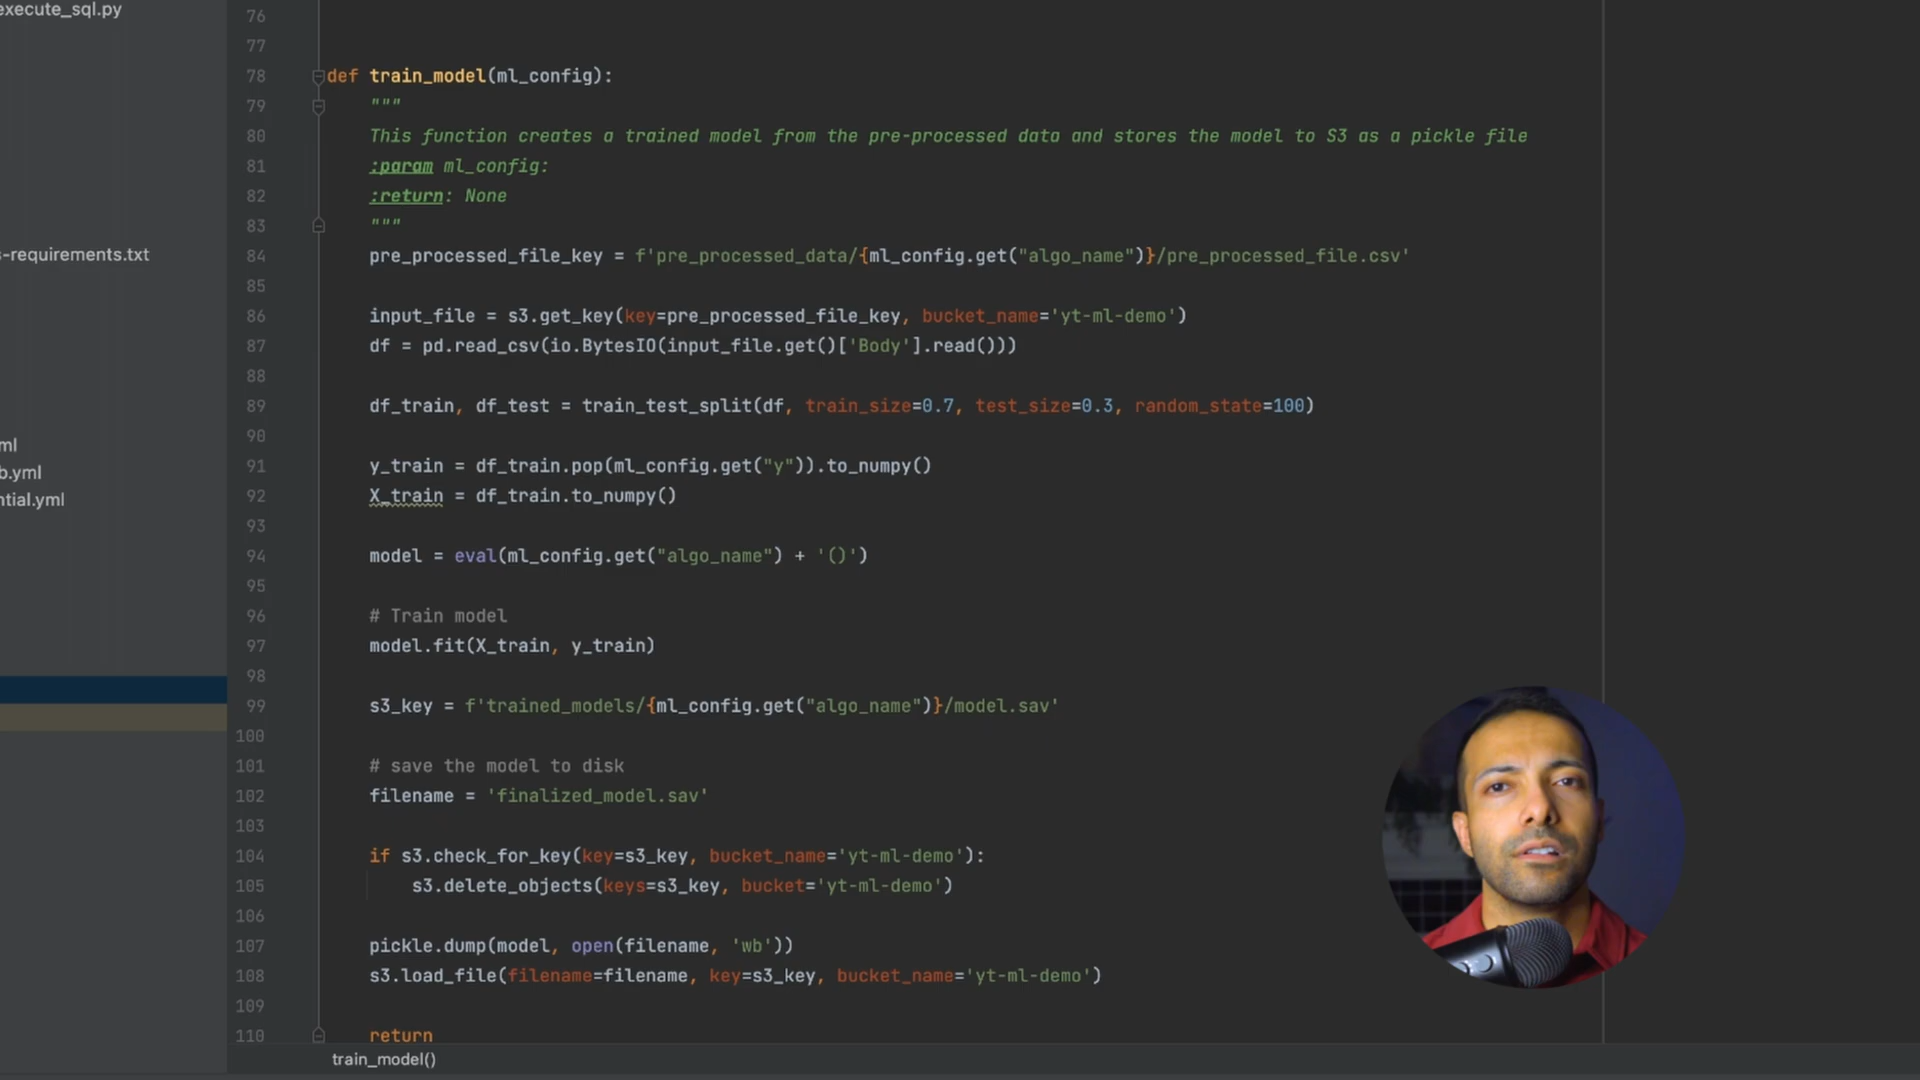 execute_sql.py
-requirements.txt
ml
b.yml
ntial.yml
76
77
78 def train_model(ml_config):
79 """
80 This function creates a trained model from the pre-processed data and stores the model to S3 as a pickle file
81 :param ml_config:
82 :return: None
83 """
84 pre_processed_file_key = f'pre_processed_data/{ml_config.get("algo_name")}/pre_processed_file.csv'
85
86 input_file = s3.get_key(key=pre_processed_file_key, bucket_name='yt-ml-demo')
87 df = pd.read_csv(io.BytesIO(input_file.get()['Body'].read()))
88
89 df_train, df_test = train_test_split(df, train_size=0.7, test_size=0.3, random_state=100)
90
91 y_train = df_train.pop(ml_config.get("y")).to_numpy()
92 X_train = df_train.to_numpy()
93
94 model = eval(ml_config.get("algo_name") + '()')
95
96 # Train model
97 model.fit(X_train, y_train)
98
99 s3_key = f'trained_models/{ml_config.get("algo_name")}/model.sav'
100
101 # save the model to disk
102 filename = 'finalized_model.sav'
103
104 if s3.check_for_key(key=s3_key, bucket_name='yt-ml-demo'):
105 s3.delete_objects(keys=s3_key, bucket='yt-ml-demo')
106
107 pickle.dump(model, open(filename, 'wb'))
108 s3.load_file(filename=filename, key=s3_key, bucket_name='yt-ml-demo')
109
110 return
train_model()